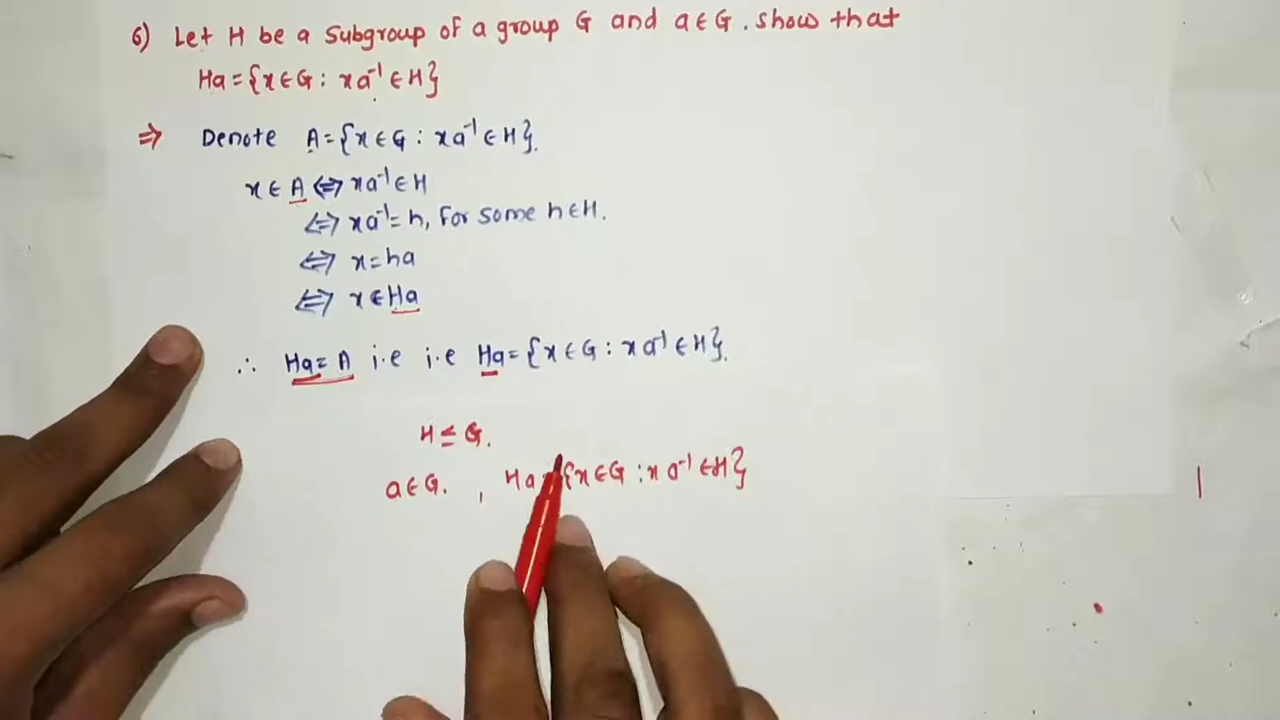 6) Let H be a subgroup of a group G and a∈G. show that
Ha={x∈G: xa⁻¹∈H}
⇒ Denote A={x∈G: xa⁻¹∈H}.
x∈A⇔xa⁻¹∈H
⇔xa⁻¹=h, for some h∈H.
⇔ x=ha
⇔ x∈Ha
∴ Ha=A i.e i.e Ha={x∈G: xa⁻¹∈H}.
H≤G.
a∈G. , Ha={x∈G:xa⁻¹∈H}